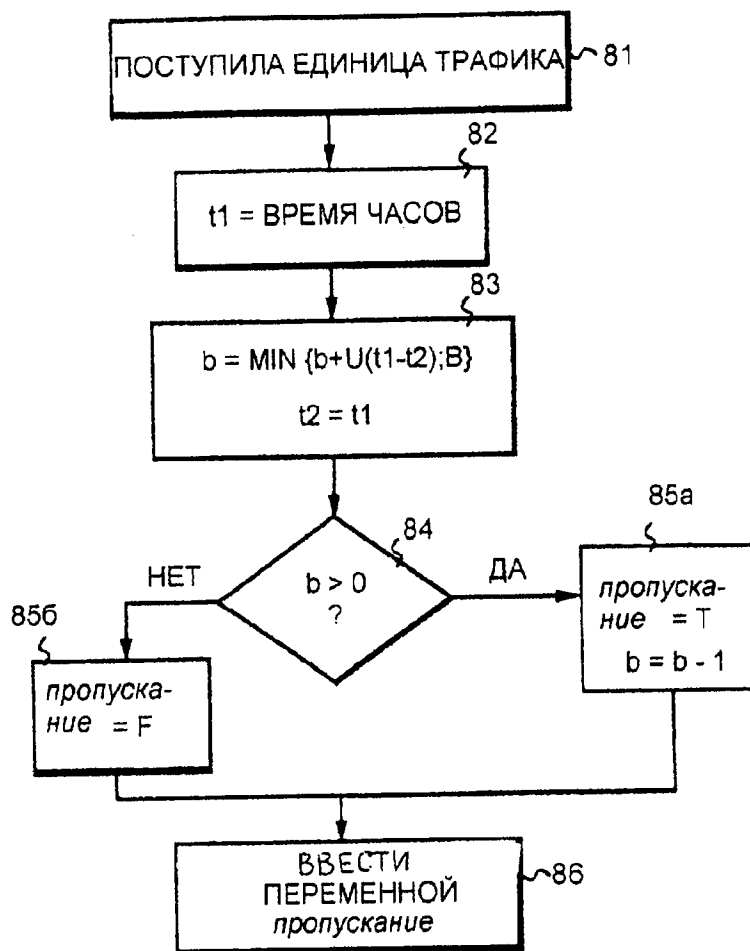 ПОСТУПИЛА ЕДИНИЦА ТРАФИКА
81
82
t1 = ВРЕМЯ ЧАСОВ
83
b = MIN {b+U(t1-t2);B}
t2 = t1
84
b > 0
?
НЕТ
ДА
85а
пропуска-
ние = T
b = b - 1
85б
пропуска-
ние = F
ВВЕСТИ
ПЕРЕМЕННОЙ
пропускание
86